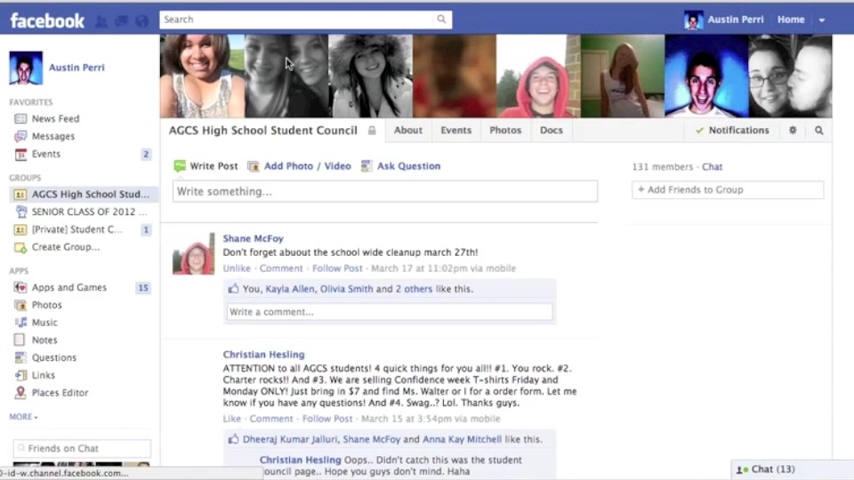 facebook
Search
Austin Perri
Home
Austin Perri
FAVORITES
News Feed
Messages
Events 2
GROUPS
AGCS High School Stud...
SENIOR CLASS OF 2012 ...
[Private] Student C... 1
Create Group...
APPS
Apps and Games 15
Photos
Music
Notes
Questions
Links
Places Editor
MORE
Friends on Chat
0-id-w.channel.facebook.com...
AGCS High School Student Council
About
Events
Photos
Docs
Notifications
Write Post
Add Photo / Video
Ask Question
Write something...
131 members · Chat
+ Add Friends to Group
Shane McFoy
Don't forget abuout the school wide cleanup march 27th!
Unlike · Comment · Follow Post · March 17 at 11:02pm via mobile
You, Kayla Allen, Olivia Smith and 2 others like this.
Write a comment...
Christian Hesling
ATTENTION to all AGCS students! 4 quick things for you all!! #1. You rock. #2.
Charter rocks!! And #3. We are selling Confidence week T-shirts Friday and
Monday ONLY! Just bring in $7 and find Ms. Walter or I for a order form. Let me
know if you have any questions! And #4. Swag..? Lol. Thanks guys.
Like · Comment · Follow Post · March 15 at 3:54pm via mobile
Dheeraj Kumar Jalluri, Shane McFoy and Anna Kay Mitchell like this.
Christian Hesling Oops.. Didn't catch this was the student
ouncil page.. Hope you guys don't mind. Haha
Chat (13)